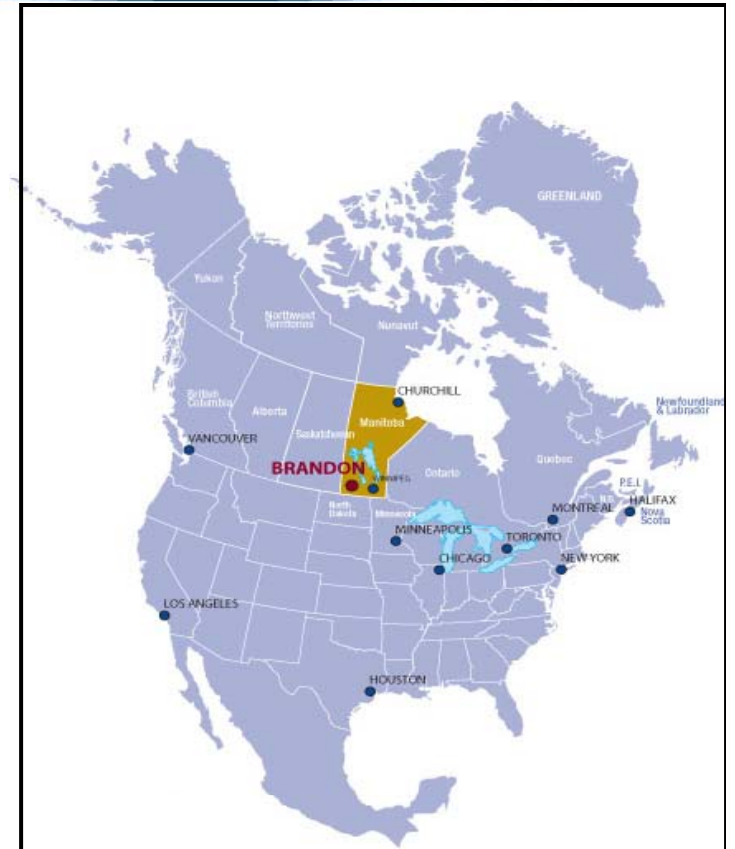 GREENLAND
Yukon
Northwest
Territories
Nunavut
CHURCHILL
British
Columbia
Alberta
Saskatchewan
Manitoba
Newfoundland
& Labrador
VANCOUVER
BRANDON
WINNIPEG
Ontario
Quebec
P.E.I.
N.B.
HALIFAX
Nova
Scotia
MONTREAL
North
Dakota
Minnesota
MINNEAPOLIS
TORONTO
CHICAGO
NEW YORK
LOS ANGELES
HOUSTON